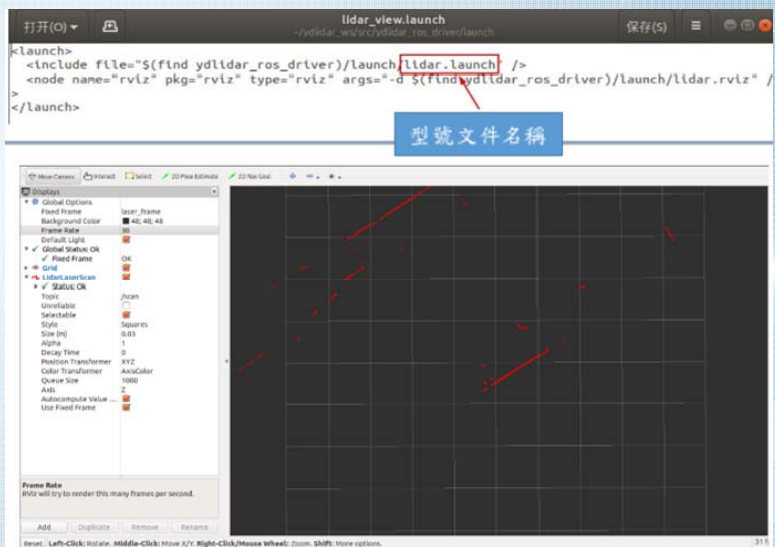 打开(O)
lidar_view.launch
~/ydlidar_ws/src/ydlidar_ros_driver/launch
保存(S)
<launch>
<include file="$(find ydlidar_ros_driver)/launch/lidar.launch" />
<node name="rviz" pkg="rviz" type="rviz" args="-d $(find ydlidar_ros_driver)/launch/lidar.rviz" /
>
</launch>
型號文件名稱
Move Camera Interact Select 2D Pose Estimate 2D Nav Goal
Displays
Global Options
Fixed Frame laser_frame
Background Color 48; 48; 48
Frame Rate 30
Default Light
Global Status: Ok
Fixed Frame OK
Grid
LidarLaserScan
Status: Ok
Topic /scan
Unreliable
Selectable
Style Squares
Size (m) 0.03
Alpha 1
Decay Time 0
Position Transformer XYZ
Color Transformer AxisColor
Queue Size 1000
Axis Z
Autocompute Value ...
Use Fixed Frame
Frame Rate
RViz will try to render this many frames per second.
Add Duplicate Remove Rename
Reset Left-Click: Rotate. Middle-Click: Move X/Y. Right-Click/Mouse Wheel: Zoom. Shift: More options.